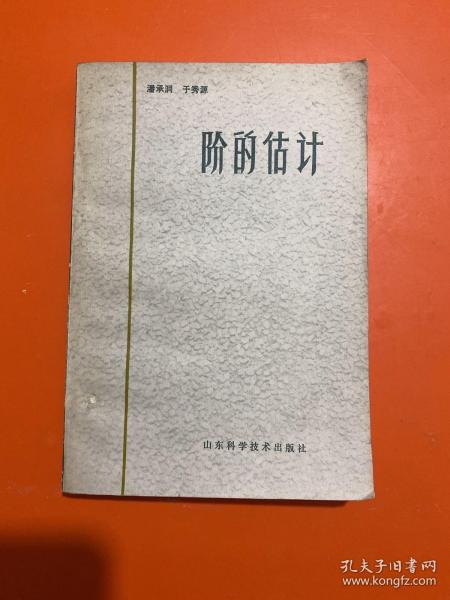 潘承洞 于秀源
阶的估计
山东科学技术出版社
孔夫子旧书网
www.kongfz.com